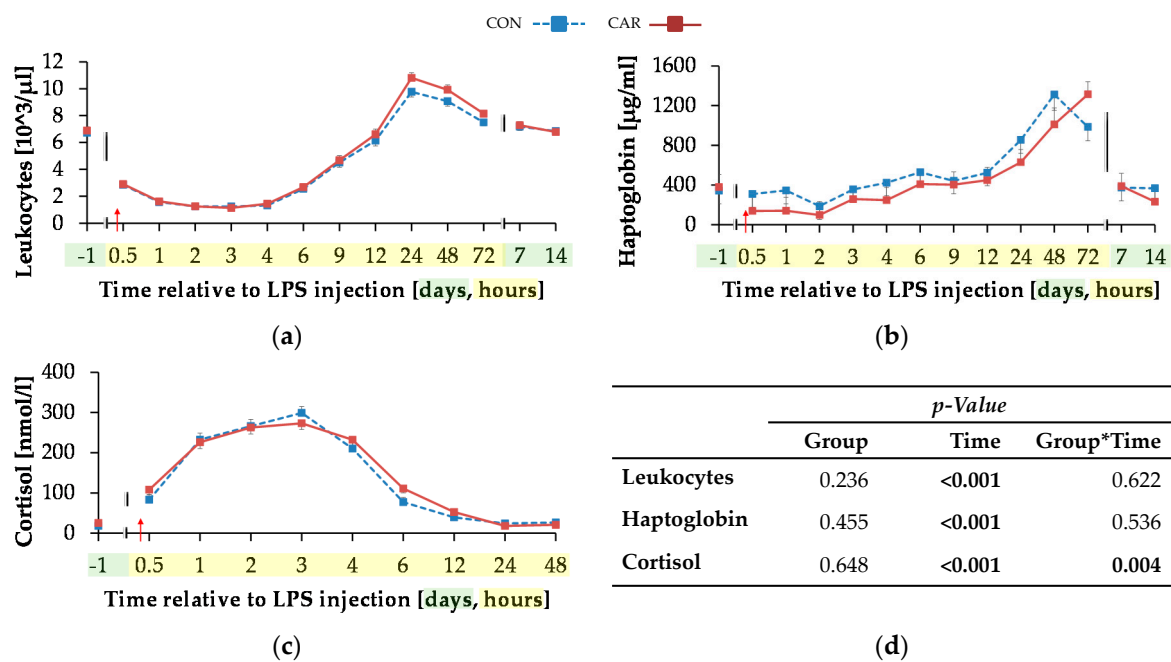 CON CAR
Leukocytes [10^3/µl]
12
10
8
6
4
2
0
-1 0.5 1 2 3 4 6 9 12 24 48 72 7 14
Time relative to LPS injection [days, hours]
(a)
Haptoglobin [µg/ml]
1600
1200
800
400
0
-1 0.5 1 2 3 4 6 9 12 24 48 72 7 14
Time relative to LPS injection [days, hours]
(b)
Cortisol [nmol/l]
400
300
200
100
0
-1 0.5 1 2 3 4 6 12 24 48
Time relative to LPS injection [days, hours]
(c)
p-Value
Group Time Group*Time
Leukocytes 0.236 <0.001 0.622
Haptoglobin 0.455 <0.001 0.536
Cortisol 0.648 <0.001 0.004
(d)